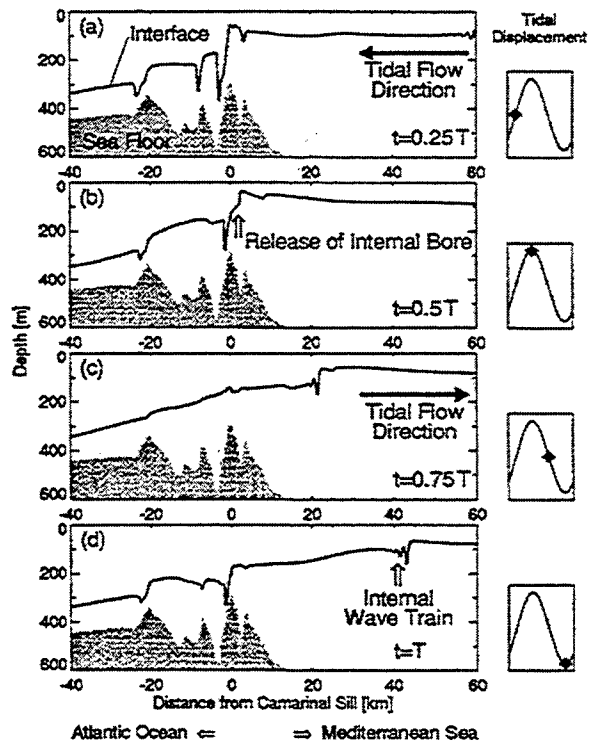 Tidal
Displacement
(a)
Interface
Tidal Flow
Direction
Sea Floor
t=0.25T
0
200
400
600
-40
-20
0
20
40
60
(b)
Release of Internal Bore
t=0.5T
0
200
400
600
-40
-20
0
20
40
60
Depth [m]
(c)
Tidal Flow
Direction
t=0.75T
0
200
400
600
-40
-20
0
20
40
60
(d)
Internal
Wave Train
t=T
0
200
400
600
-40
-20
0
20
40
60
Distance from Camarinal Sill [km]
Atlantic Ocean ⇐ ⇒ Mediterranean Sea